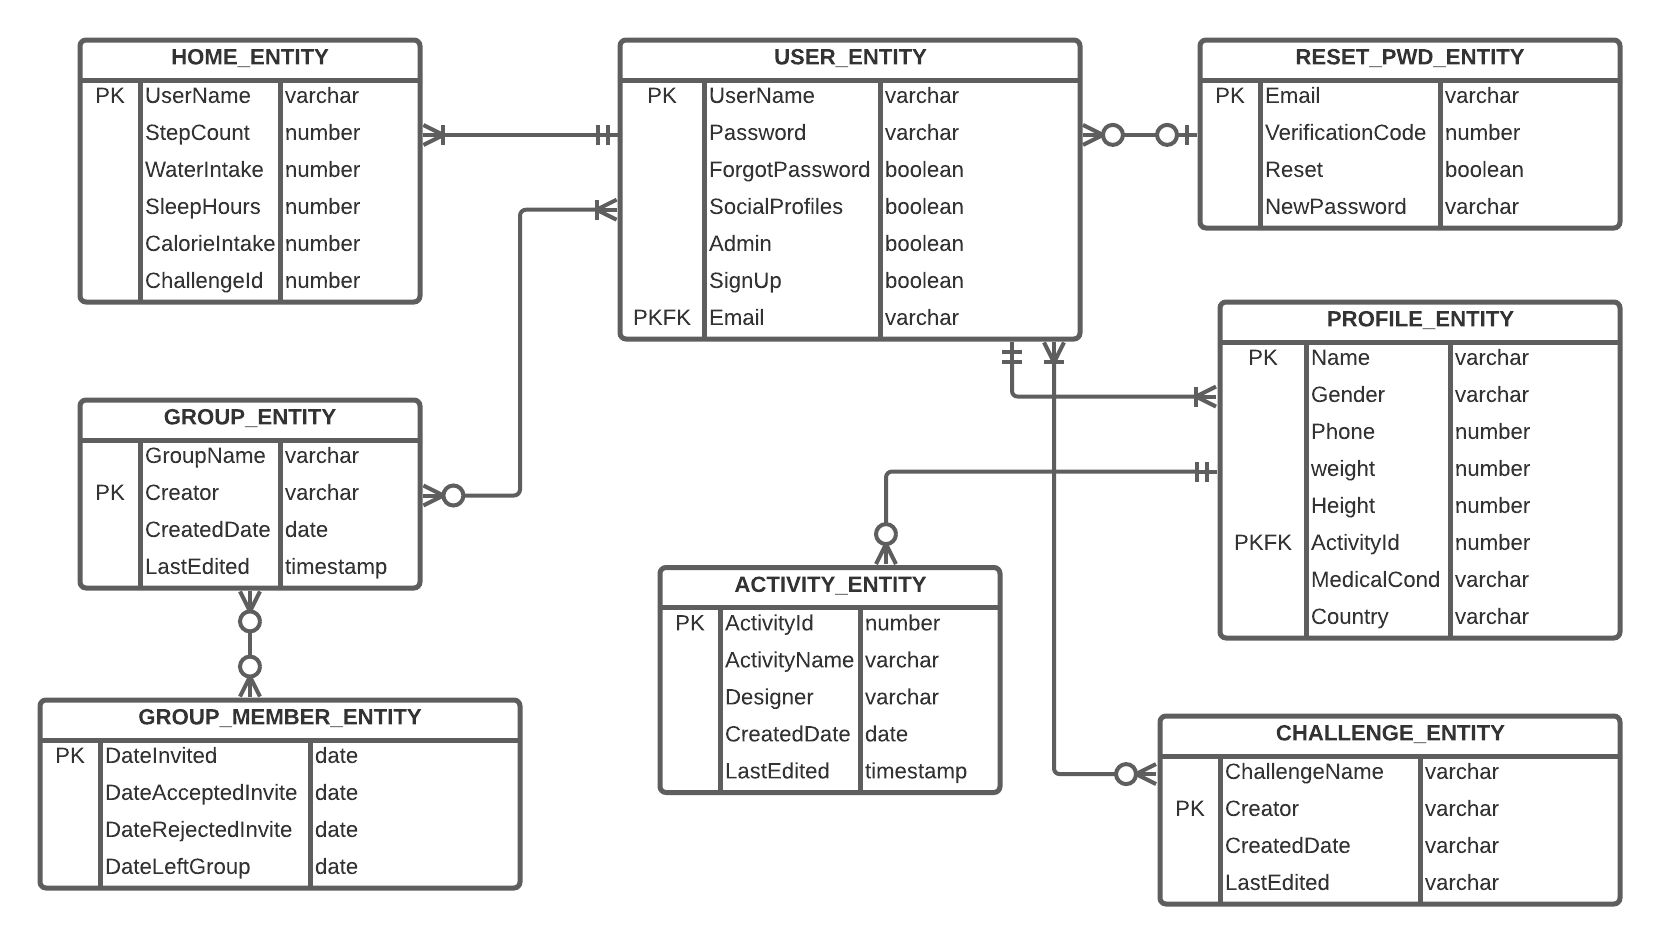 HOME_ENTITY
PK UserName varchar
StepCount number
WaterIntake number
SleepHours number
CalorieIntake number
ChallengeId number
USER_ENTITY
PK UserName varchar
Password varchar
ForgotPassword boolean
SocialProfiles boolean
Admin boolean
SignUp boolean
PKFK Email varchar
RESET_PWD_ENTITY
PK Email varchar
VerificationCode number
Reset boolean
NewPassword varchar
PROFILE_ENTITY
PK Name varchar
Gender varchar
Phone number
weight number
Height number
PKFK ActivityId number
MedicalCond varchar
Country varchar
GROUP_ENTITY
GroupName varchar
PK Creator varchar
CreatedDate date
LastEdited timestamp
ACTIVITY_ENTITY
PK ActivityId number
ActivityName varchar
Designer varchar
CreatedDate date
LastEdited timestamp
GROUP_MEMBER_ENTITY
PK DateInvited date
DateAcceptedInvite date
DateRejectedInvite date
DateLeftGroup date
CHALLENGE_ENTITY
ChallengeName varchar
PK Creator varchar
CreatedDate varchar
LastEdited varchar